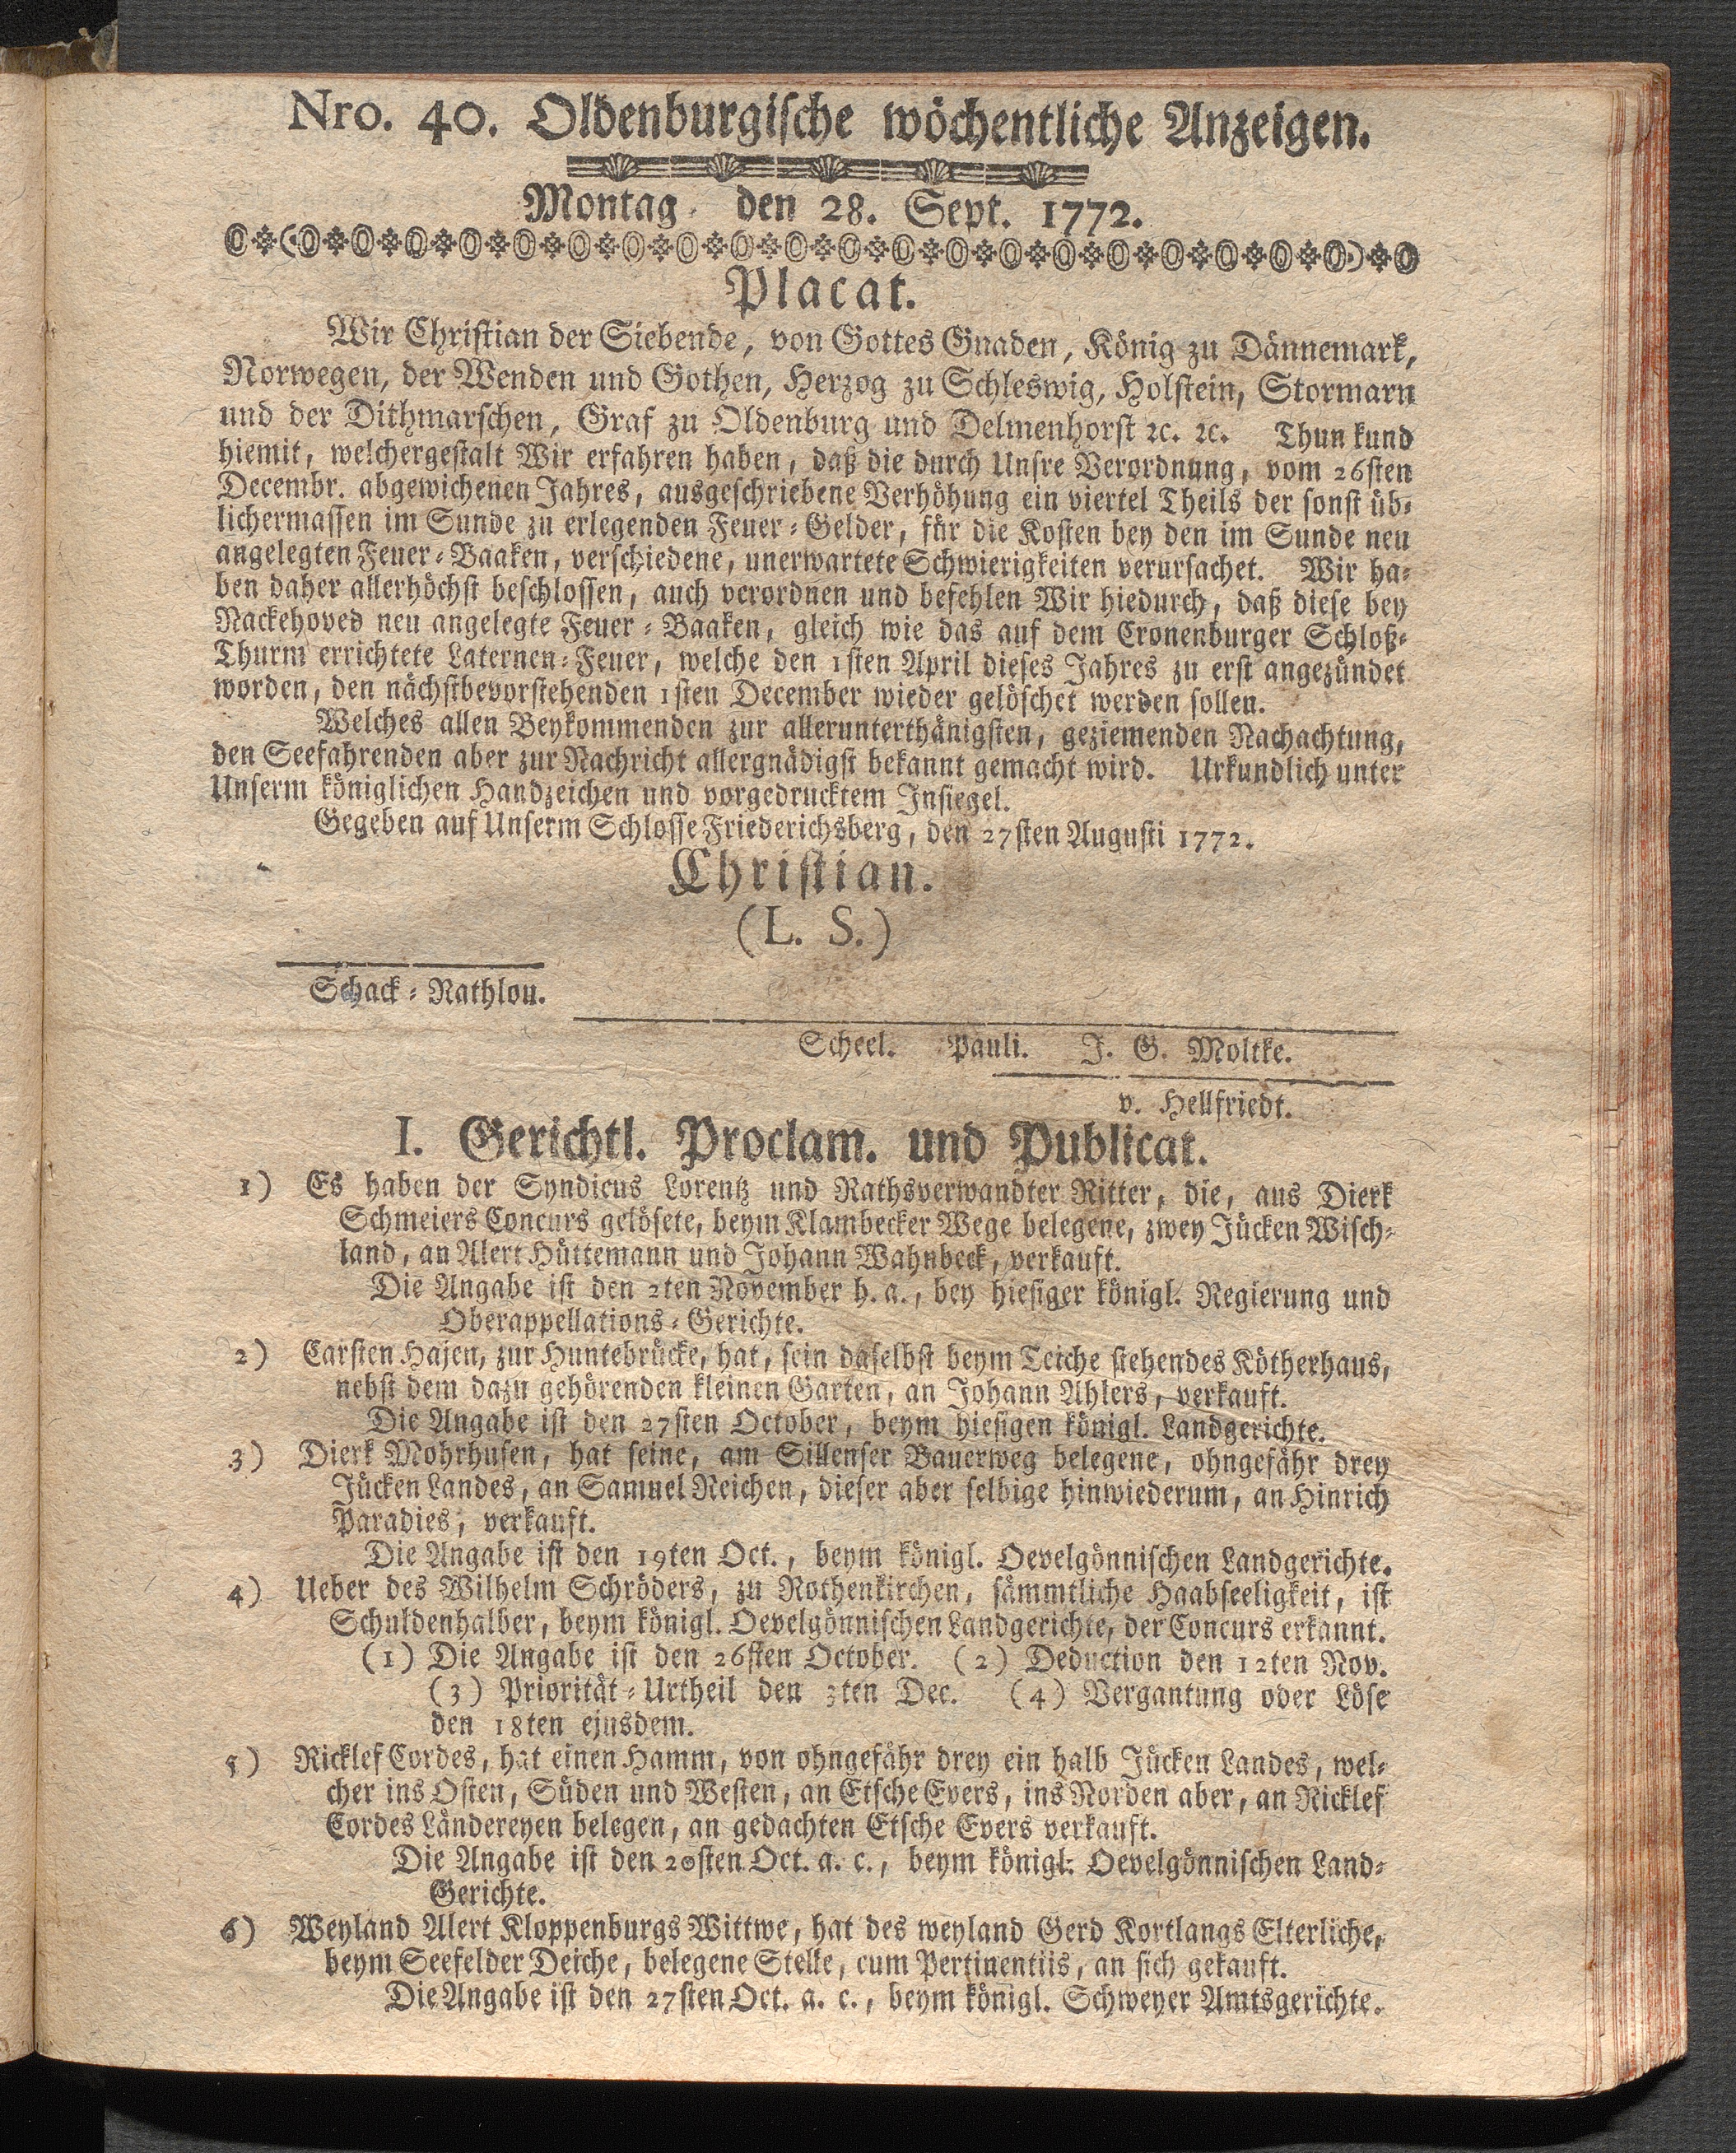 Nro. 40. Oldenburgische wöchentliche Anzeigen.
Montag den 28. Sept. 1772.
Placat.
Wir Christian der Siebende, von Gottes Gnaden, König zu Dännemark,
Norwegen, der Wenden und Gothen, Herzog zu Schleswig, Holstein, Stormarn
und der Dithmarschen, Graf zu Oldenburg und Delmenhorst ꝛc. ꝛc. Thun kund
hiemit, welchergestalt Wir erfahren haben, daß die durch Unsre Verordnung, vom 26sten
Decembr. abgewichenen Jahres, ausgeschriebene Verhöhung ein viertel Theils der sonst üb-
lichermassen im Sunde zu erlegenden Feuer-Gelder, für die Kosten bey den im Sunde neu
angelegten Feuer-Baaken, verschiedene, unerwartete Schwierigkeiten verursachet. Wir ha-
ben daher allerhöchst beschlossen, auch verordnen und befehlen Wir hiedurch, daß diese bey
Nackehoved neu angelegte Feuer-Baaken, gleich wie das auf dem Cronenburger Schloß-
Thurm errichtete Laternen-Feuer, welche den 1sten April dieses Jahres zu erst angezündet
worden, den nächstbevorstehenden 1sten December wieder gelöschet werden sollen.
Welches allen Beykommenden zur allerunterthänigsten, geziemenden Nachachtung,
den Seefahrenden aber zur Nachricht allergnädigst bekannt gemacht wird. Urkundlich unter
Unserm königlichen Handzeichen und vorgedrucktem Insiegel.
Gegeben auf Unserm Schlosse Friederichsberg, den 27sten Augusti 1772.
Christian.
(L. S.)
Schack-Rathlou.
Scheel. Pauli. J. G. Moltke.
v. Hellfriedt.
I. Gerichtl. Proclam. und Publicat.
1) Es haben der Syndicus Lorentz und Rathsverwandter Ritter, die, aus Dierk
Schmeiers Concurs gelösete, beym Klambecker Wege belegene, zwey Jücken Wisch-
land, an Alert Hüttemann und Johann Wahnbeck, verkauft.
Die Angabe ist den 2ten November h. a., bey hiesiger königl. Regierung und
Oberappellations-Gerichte.
2) Carsten Hajen, zur Huntebrücke, hat, sein daselbst beym Teiche stehendes Kötherhaus,
nebst dem dazu gehörenden kleinen Garten, an Johann Ahlers, verkauft.
Die Angabe ist den 27sten October, beym hiesigen königl. Landgerichte.
3) Dierk Mohrhusen, hat seine, am Sillenser Bauerweg belegene, ohngefähr drey
Jücken Landes, an Samuel Reichen, dieser aber selbige hinwiederum, an Hinrich
Paradies, verkauft.
Die Angabe ist den 19ten Oct., beym königl. Oevelgönnischen Landgerichte.
4) Ueber des Wilhelm Schröders, zu Rothenkirchen, sämmtliche Haabseeligkeit, ist
Schuldenhalber, beym königl. Oevelgönnischen Landgerichte, der Concurs erkannt.
(1) Die Angabe ist den 26sten October. (2) Deduction den 12ten Nov.
(3) Priorität-Urtheil den 3ten Dec. (4) Vergantung oder Löse
den 18ten ejusdem.
5) Ricklef Cordes, hat einen Hamm, von ohngefähr drey ein halb Jücken Landes, wel-
cher ins Osten, Süden und Westen, an Etsche Evers, ins Norden aber, an Ricklef
Cordes Ländereyen belegen, an gedachten Etsche Evers verkauft.
Die Angabe ist den 20sten Oct. a. c., beym königl. Oevelgönnischen Land-
Gerichte.
6) Weyland Alert Kloppenburgs Wittwe, hat des weyland Gerd Kortlangs Elterliche,
beym Seefelder Deiche, belegene Stelle, cum Pertinentiis, an sich gekauft.
Die Angabe ist den 27sten Oct. a. c., beym königl. Schweyer Amtsgerichte.